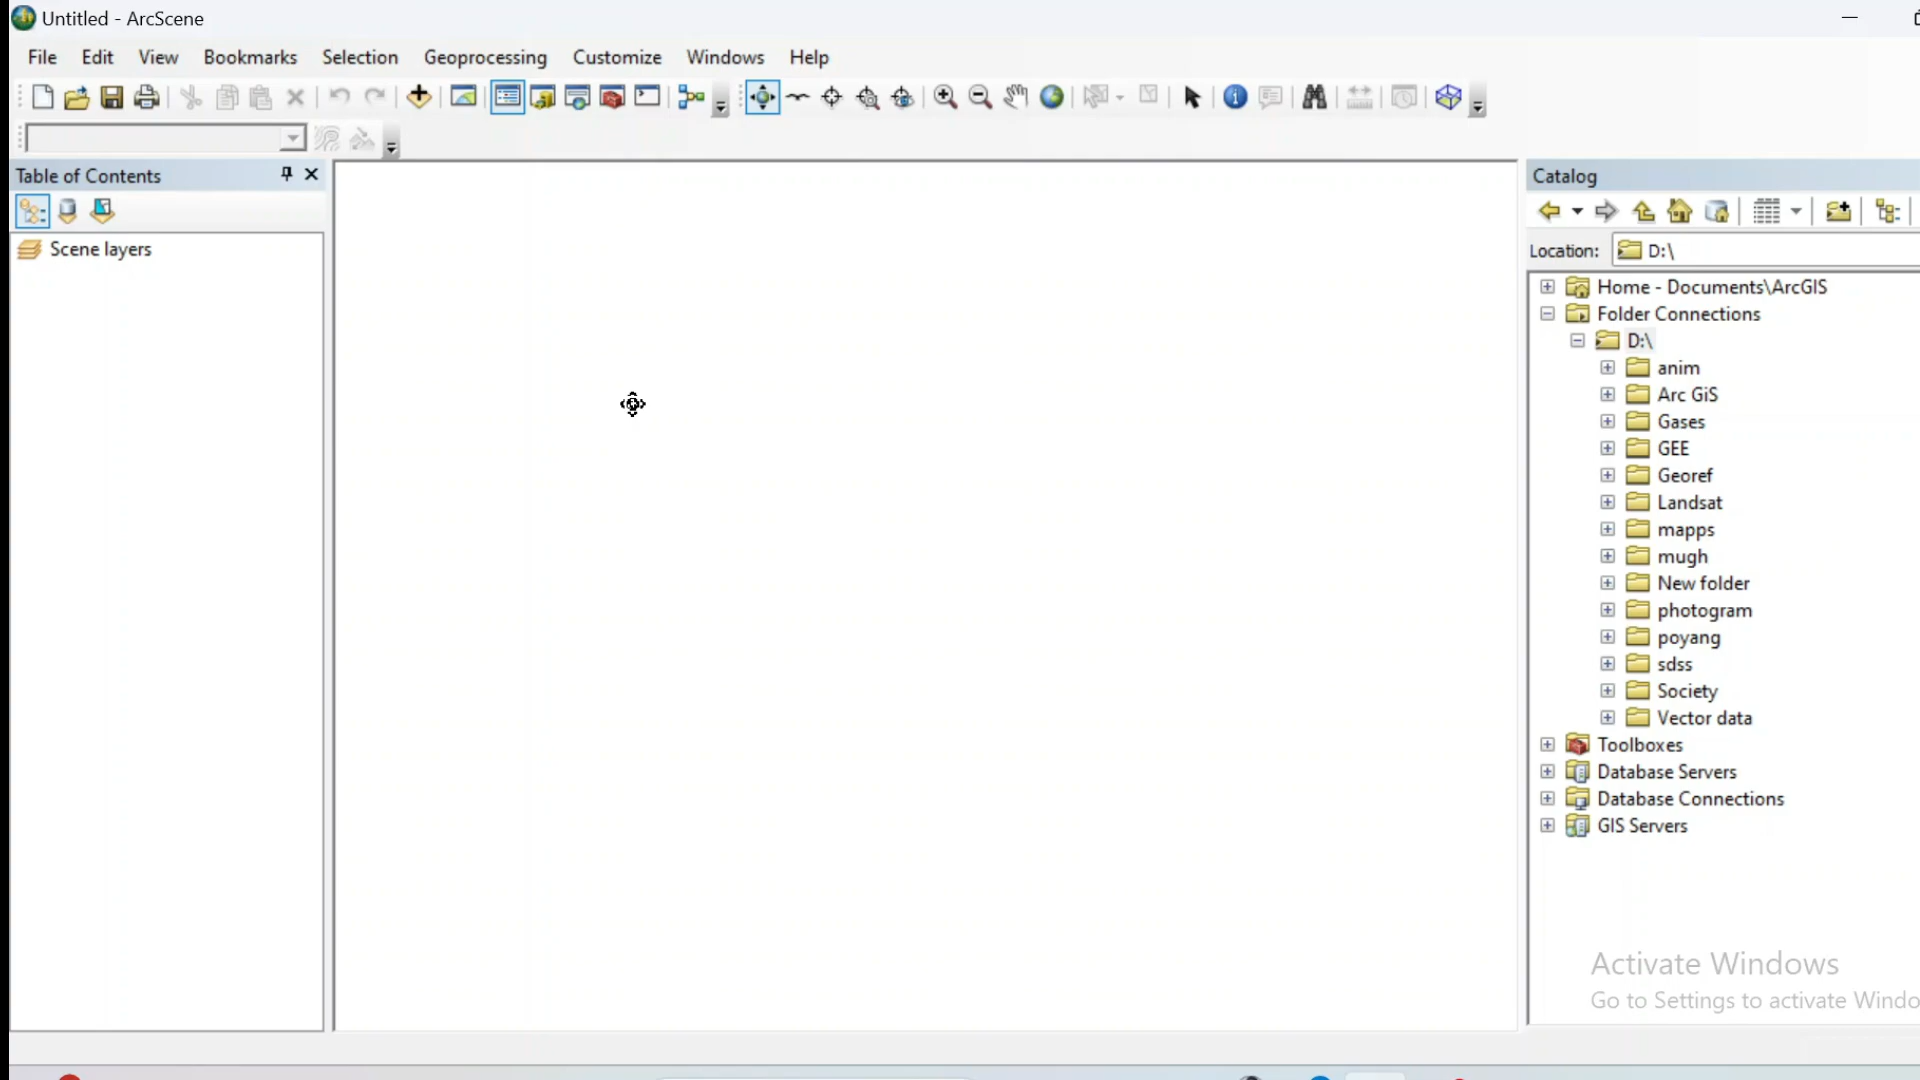 Untitled - ArcScene
File Edit View Bookmarks Selection Geoprocessing Customize Windows Help
Table of Contents
Scene layers
Catalog
Location: D:\
Home - Documents\ArcGIS
Folder Connections
D:\
anim
Arc GiS
Gases
GEE
Georef
Landsat
mapps
mugh
New folder
photogram
poyang
sdss
Society
Vector data
Toolboxes
Database Servers
Database Connections
GIS Servers
Activate Windows
Go to Settings to activate Windo